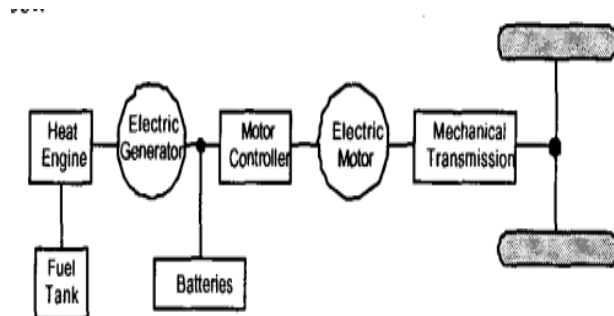 Heat
Engine
Electric
Generator
Motor
Controller
Electric
Motor
Mechanical
Transmission
Fuel
Tank
Batteries